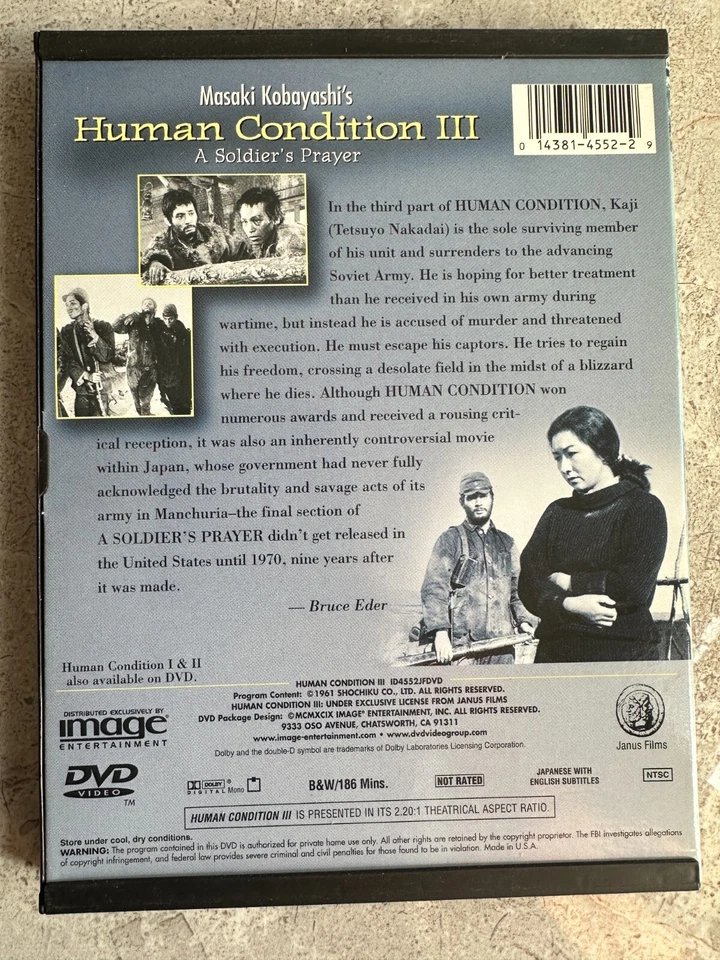 Masaki Kobayashi's
Human Condition III
A Soldier's Prayer
0 14381-4552-2 9
In the third part of HUMAN CONDITION, Kaji
(Tetsuyo Nakadai) is the sole surviving member
of his unit and surrenders to the advancing
Soviet Army. He is hoping for better treatment
than he received in his own army during
wartime, but instead he is accused of murder and threatened
with execution. He must escape his captors. He tries to regain
his freedom, crossing a desolate field in the midst of a blizzard
where he dies. Although HUMAN CONDITION won
numerous awards and received a rousing crit-
ical reception, it was also an inherently controversial movie
within Japan, whose government had never fully
acknowledged the brutality and savage acts of its
army in Manchuria—the final section of
A SOLDIER'S PRAYER didn't get released in
the United States until 1970, nine years after
it was made.
— Bruce Eder
Human Condition I & II
also available on DVD.
HUMAN CONDITION III ID4552JFDVD
Program Content: ©1961 SHOCHIKU CO., LTD. ALL RIGHTS RESERVED.
HUMAN CONDITION III: UNDER EXCLUSIVE LICENSE FROM JANUS FILMS
DVD Package Design: ©MCMXCIX IMAGE® ENTERTAINMENT, INC. ALL RIGHTS RESERVED.
9333 OSO AVENUE, CHATSWORTH, CA 91311
www.image-entertainment.com • www.dvdvideogroup.com
Dolby and the double-D symbol are trademarks of Dolby Laboratories Licensing Corporation.
DISTRIBUTED EXCLUSIVELY BY
image®
ENTERTAINMENT
Janus Films
DVD
VIDEO
TM
DOLBY®
DIGITAL Mono
B&W/186 Mins.
NOT RATED
JAPANESE WITH
ENGLISH SUBTITLES
NTSC
HUMAN CONDITION III IS PRESENTED IN ITS 2.20:1 THEATRICAL ASPECT RATIO.
Store under cool, dry conditions.
WARNING: The program contained in this DVD is authorized for private home use only. All other rights are retained by the copyright proprietor. The FBI investigates allegations
of copyright infringement, and federal law provides severe criminal and civil penalties for those found to be in violation. Made in U.S.A.